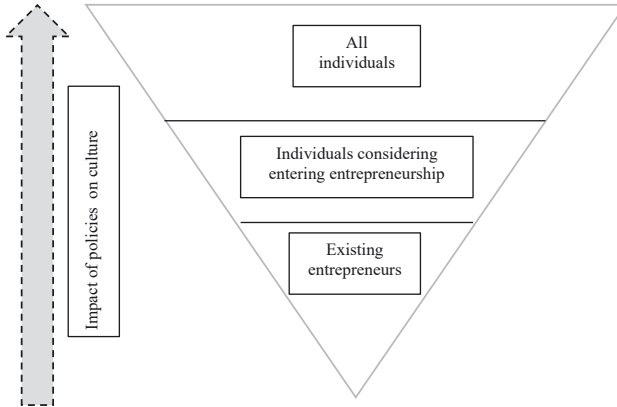 All
individuals
Individuals considering
entering entrepreneurship
Existing
entrepreneurs
Impact of policies on culture